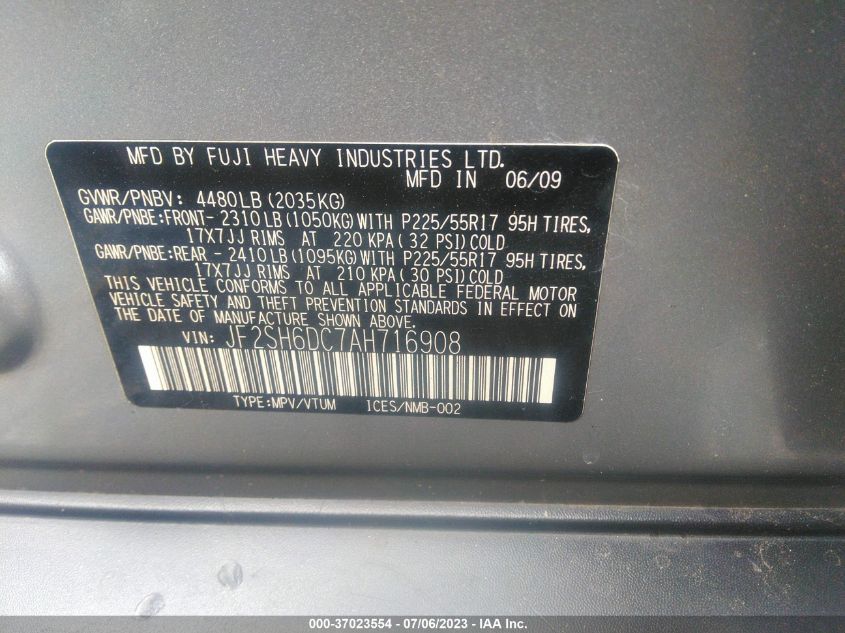 MFD BY FUJI HEAVY INDUSTRIES LTD.
MFD IN 06/09
GVWR/PNBV: 4480LB (2035KG)
GAWR/PNBE:FRONT- 2310LB (1050KG) WITH P225/55R17 95H TIRES,
17X7JJ RIMS AT 220 KPA ( 32 PSI) COLD
GAWR/PNBE:REAR - 2410LB (1095KG) WITH P225/55R17 95H TIRES,
17X7JJ RIMS AT 210 KPA ( 30 PSI) COLD
THIS VEHICLE CONFORMS TO ALL APPLICABLE FEDERAL MOTOR
VEHICLE SAFETY AND THEFT PREVENTION STANDARDS IN EFFECT ON
THE DATE OF MANUFACTURE SHOWN ABOVE.
VIN: JF2SH6DC7AH716908
TYPE:MPV/VTUM ICES/NMB-002
000-37023554 - 07/06/2023 - IAA Inc.